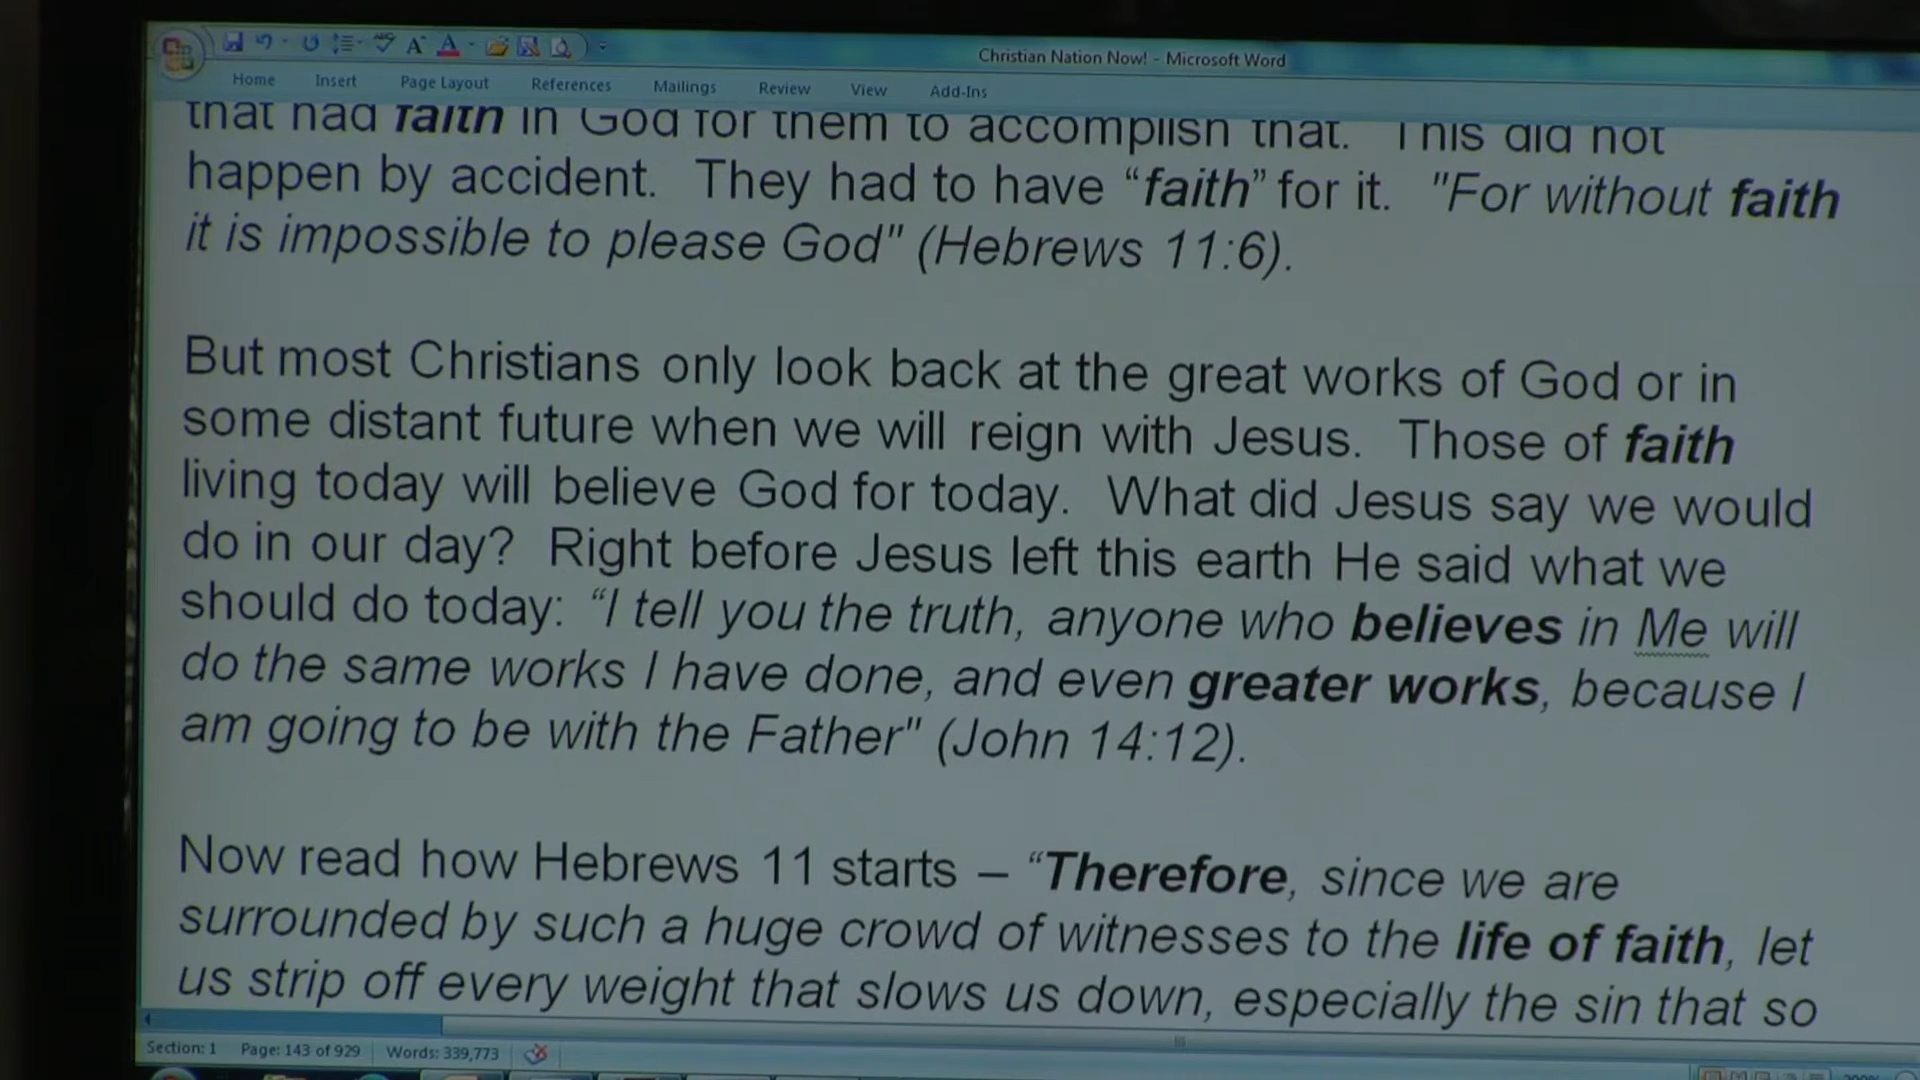 Christian Nation Now! - Microsoft Word
Home Insert Page Layout References Mailings Review View Add-Ins
that had faith in God for them to accomplish that. This did not
happen by accident. They had to have “faith” for it. "For without faith
it is impossible to please God" (Hebrews 11:6).
But most Christians only look back at the great works of God or in
some distant future when we will reign with Jesus. Those of faith
living today will believe God for today. What did Jesus say we would
do in our day? Right before Jesus left this earth He said what we
should do today: “I tell you the truth, anyone who believes in Me will
do the same works I have done, and even greater works, because I
am going to be with the Father" (John 14:12).
Now read how Hebrews 11 starts – “Therefore, since we are
surrounded by such a huge crowd of witnesses to the life of faith, let
us strip off every weight that slows us down, especially the sin that so
Section: 1 Page: 143 of 929 Words: 339,773